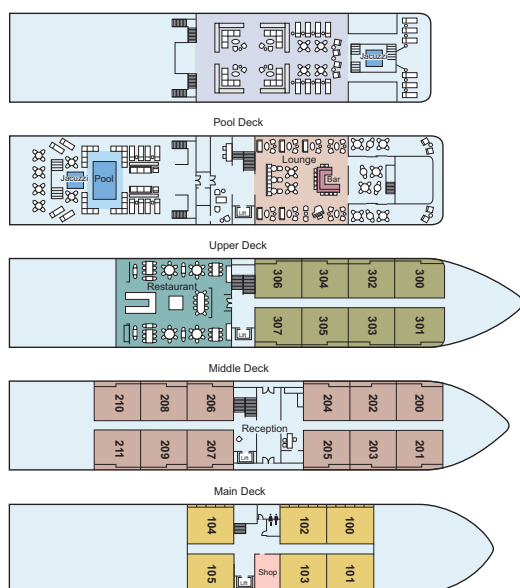 Jacuzzi
Pool Deck
Lounge
Jacuzzi
Pool
Bar
Lift
Upper Deck
306 304 302 300
Restaurant
Lift
307 305 303 301
Middle Deck
210 208 206 204 202 200
Reception
Lift
211 209 207 205 203 201
Main Deck
104 102 100
Shop
Lift
105 103 101